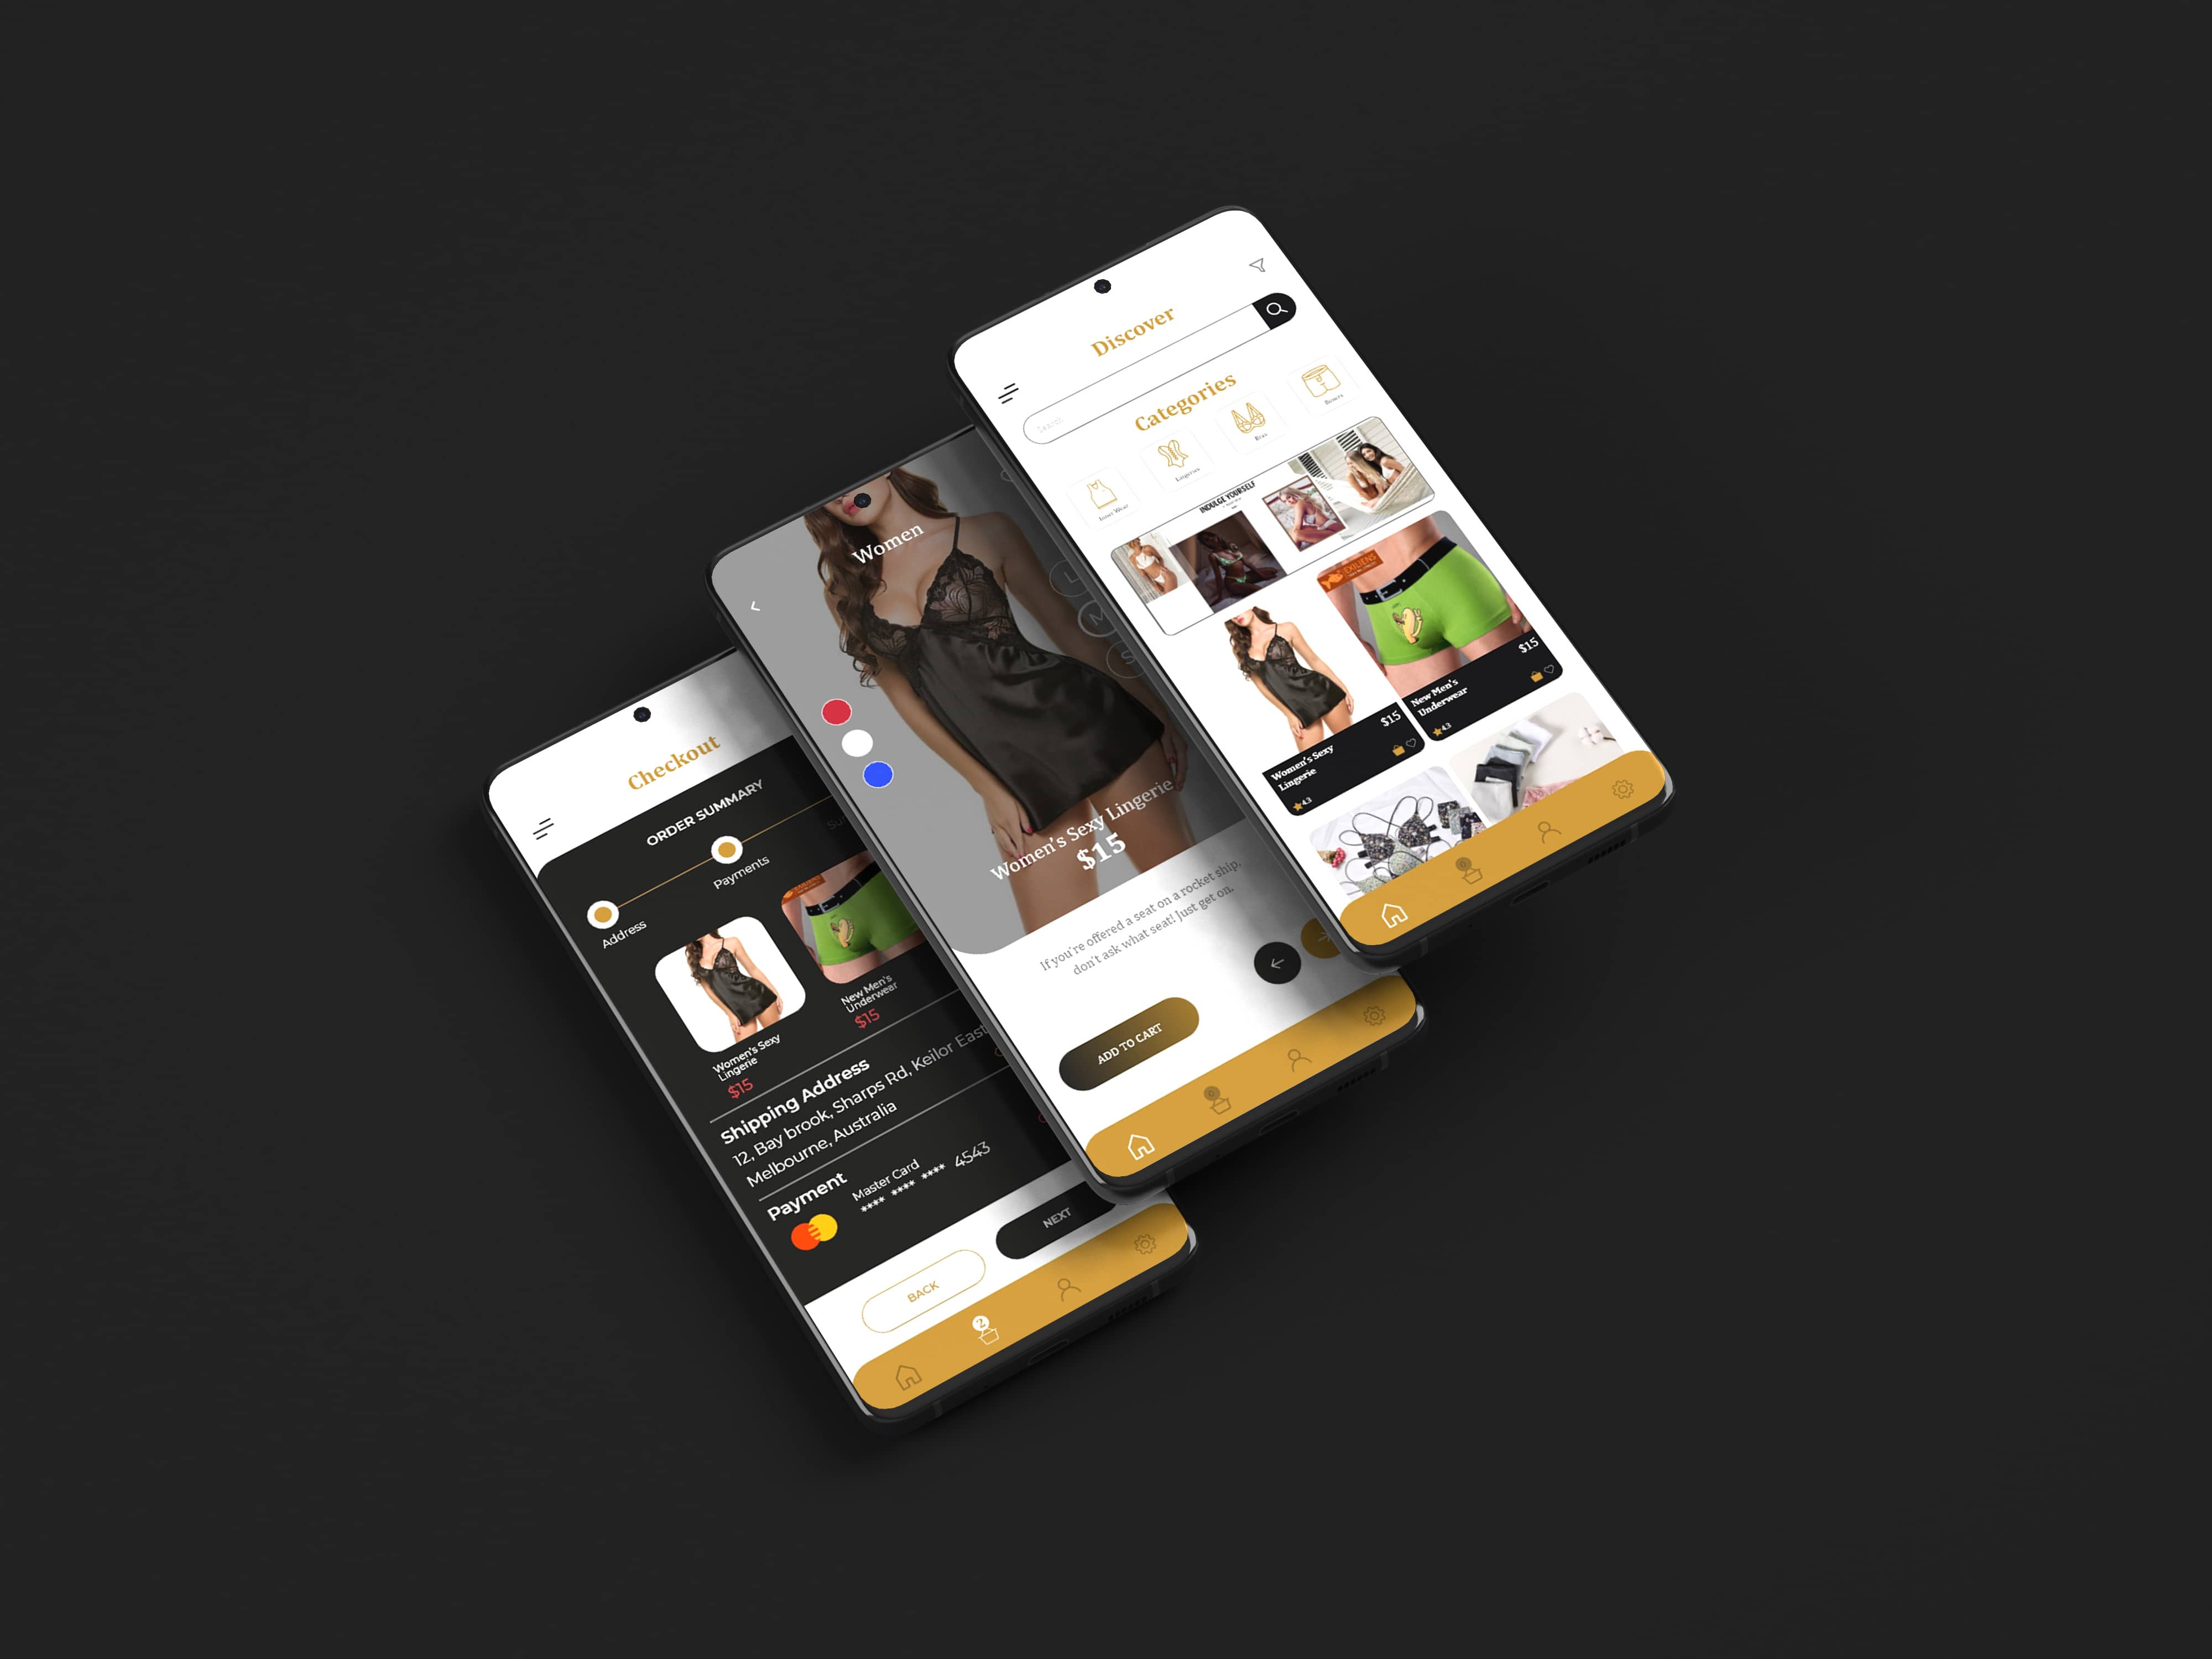 Discover
Search
Categories
Inner Wear
Lingeries
Bras
Boxers
INDULGE YOURSELF
EXILIENS
Women's Sexy
Lingerie
$15
4.3
New Men's
Underwear
$15
4.3
Women
L
M
S
Women's Sexy Lingerie
$15
If you're offered a seat on a rocket ship,
don't ask what seat! Just get on.
ADD TO CART
Checkout
ORDER SUMMARY
Address
Payments
Women's Sexy
Lingerie
$15
New Men's
Underwear
$15
Shipping Address
12, Bay brook, Sharps Rd, Keilor East
Melbourne, Australia
Payment
Master Card
**** **** **** 4543
BACK
NEXT
2